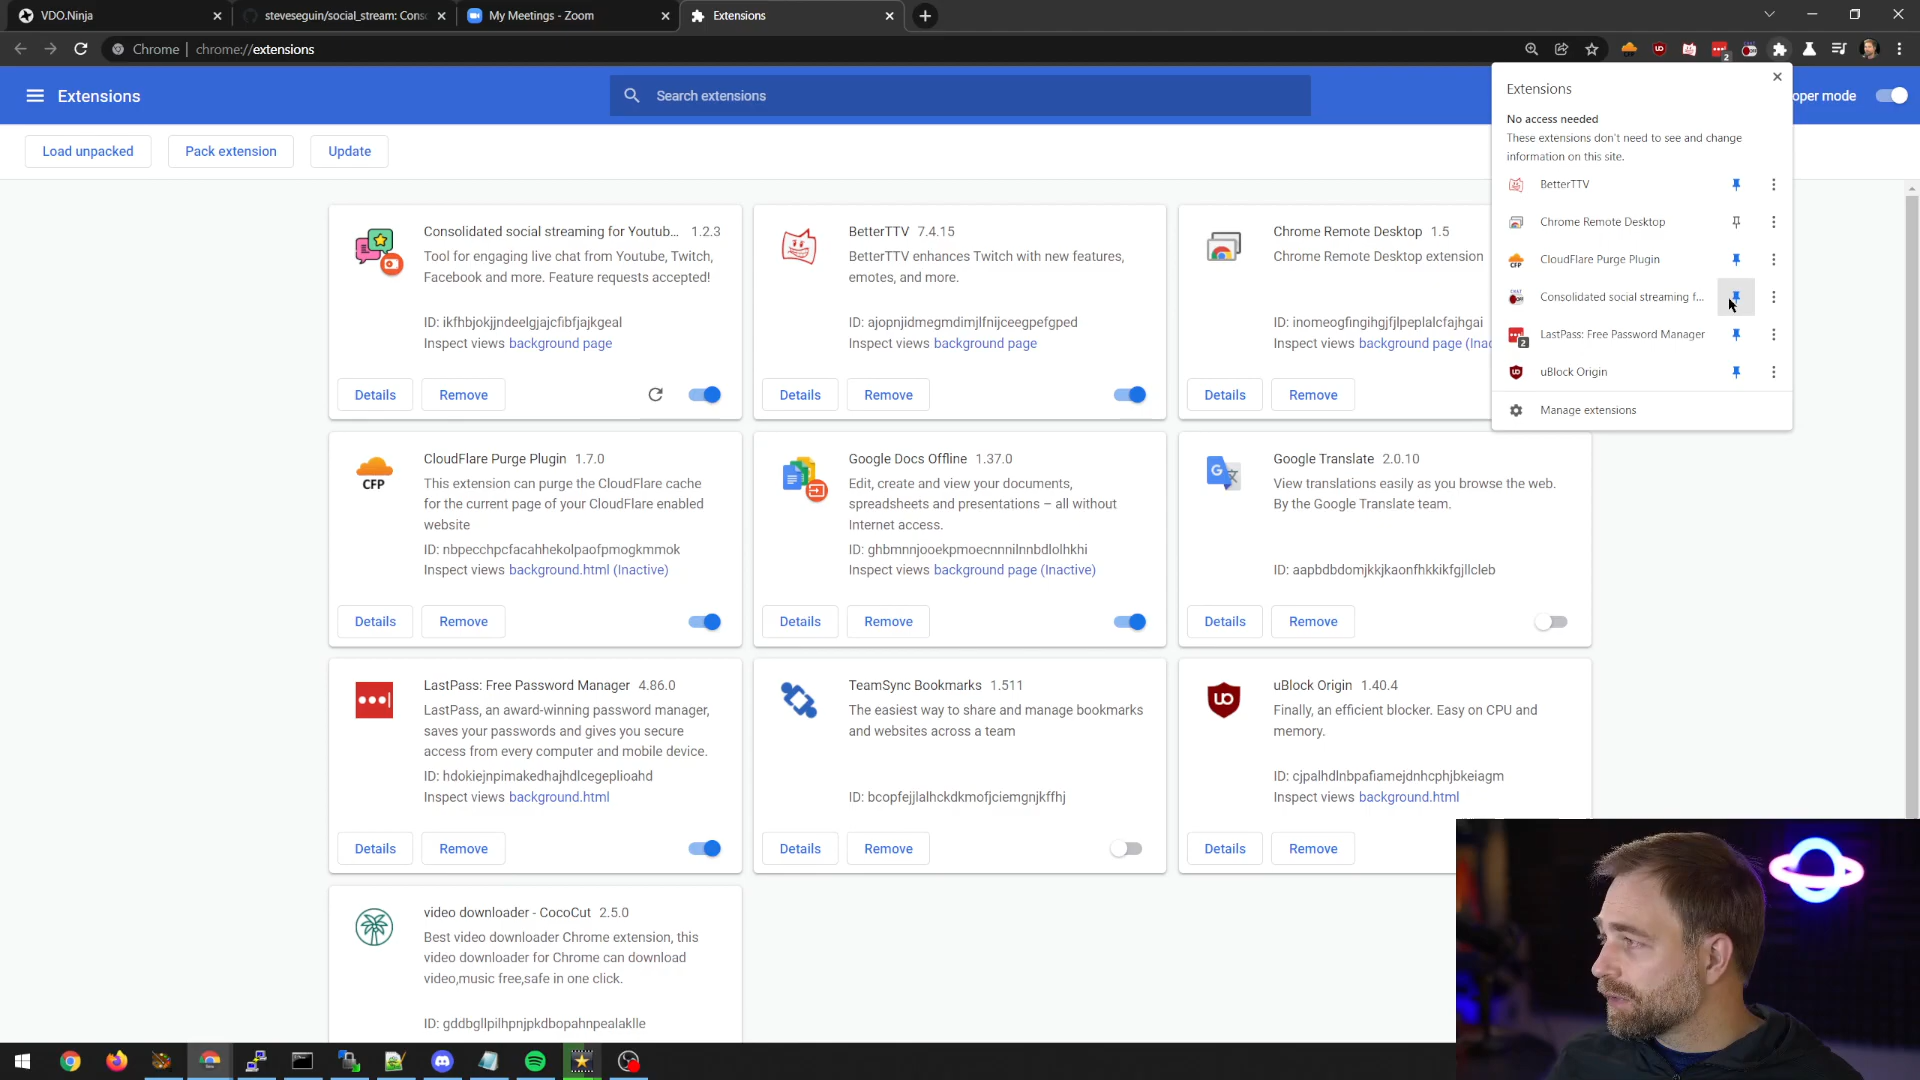 VDO.Ninja
steveseguin/social_stream: Conso
My Meetings - Zoom
Extensions
Chrome | chrome://extensions
2
Extensions
Search extensions
oper mode
Load unpacked
Pack extension
Update
Extensions
No access needed
These extensions don't need to see and change
information on this site.
BetterTTV
Chrome Remote Desktop
CFP
CloudFlare Purge Plugin
Consolidated social streaming f...
2
LastPass: Free Password Manager
uBlock Origin
Manage extensions
Consolidated social streaming for Youtub... 1.2.3
Tool for engaging live chat from Youtube, Twitch,
Facebook and more. Feature requests accepted!
ID: ikfhbjokjjndeelgjajcfibfjajkgeal
Inspect views background page
Details
Remove
BetterTTV 7.4.15
BetterTTV enhances Twitch with new features,
emotes, and more.
ID: ajopnjidmegmdimjlfnijceegpefgped
Inspect views background page
Details
Remove
Chrome Remote Desktop 1.5
Chrome Remote Desktop extension
ID: inomeogfingihgjfjlpeplalcfajhgai
Inspect views background page (Inac
Details
Remove
CFP
CloudFlare Purge Plugin 1.7.0
This extension can purge the CloudFlare cache
for the current page of your CloudFlare enabled
website
ID: nbpecchpcfacahhekolpaofpmogkmmok
Inspect views background.html (Inactive)
Details
Remove
Google Docs Offline 1.37.0
Edit, create and view your documents,
spreadsheets and presentations – all without
Internet access.
ID: ghbmnnjooekpmoecnnnilnnbdlolhkhi
Inspect views background page (Inactive)
Details
Remove
Google Translate 2.0.10
View translations easily as you browse the web.
By the Google Translate team.
ID: aapbdbdomjkkjkaonfhkkikfgjllcleb
Details
Remove
LastPass: Free Password Manager 4.86.0
LastPass, an award-winning password manager,
saves your passwords and gives you secure
access from every computer and mobile device.
ID: hdokiejnpimakedhajhdlcegeplioahd
Inspect views background.html
Details
Remove
TeamSync Bookmarks 1.511
The easiest way to share and manage bookmarks
and websites across a team
ID: bcopfejjlalhckdkmofjciemgnjkffhj
Details
Remove
uBlock Origin 1.40.4
Finally, an efficient blocker. Easy on CPU and
memory.
ID: cjpalhdlnbpafiamejdnhcphjbkeiagm
Inspect views background.html
Details
Remove
video downloader - CocoCut 2.5.0
Best video downloader Chrome extension, this
video downloader for Chrome can download
video,music free,safe in one click.
ID: gddbgllpilhpnjpkdbopahnpealaklle